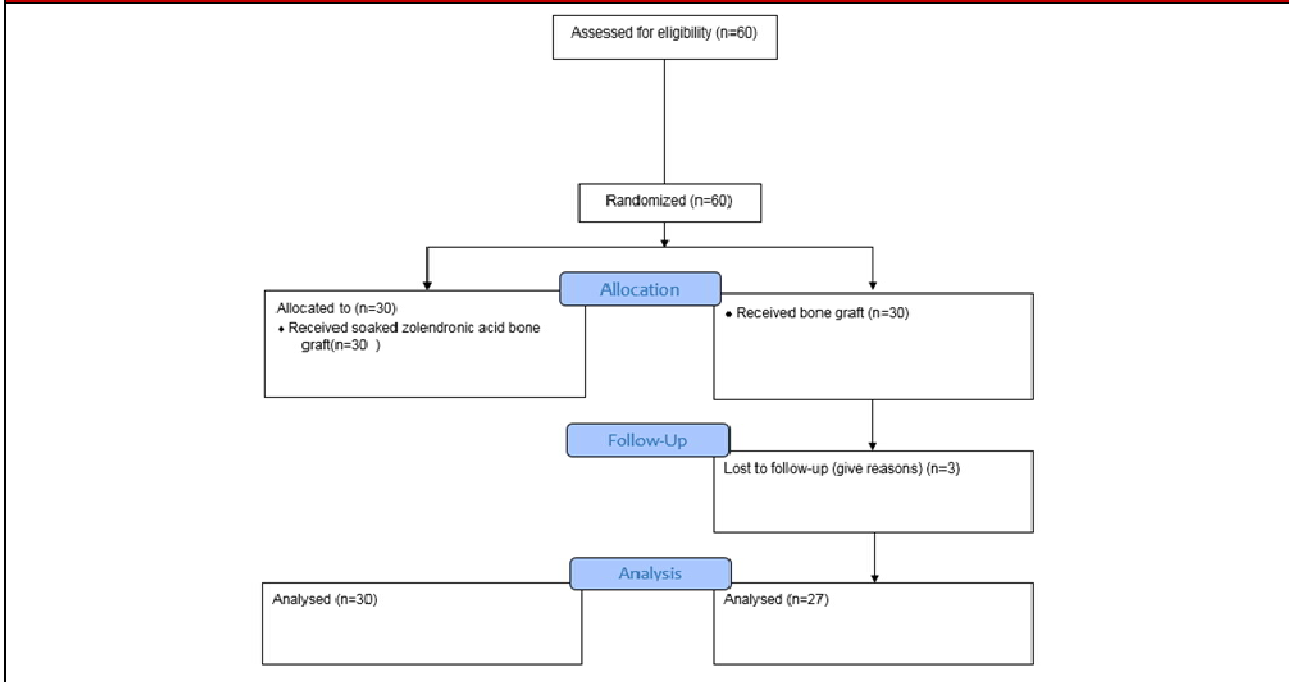 Assessed for eligibility (n=60)
Randomized (n=60)
Allocation
Allocated to (n=30)
+ Received soaked zolendronic acid bone
graft(n=30 )
• Received bone graft (n=30)
Follow-Up
Lost to follow-up (give reasons) (n=3)
Analysis
Analysed (n=30)
Analysed (n=27)